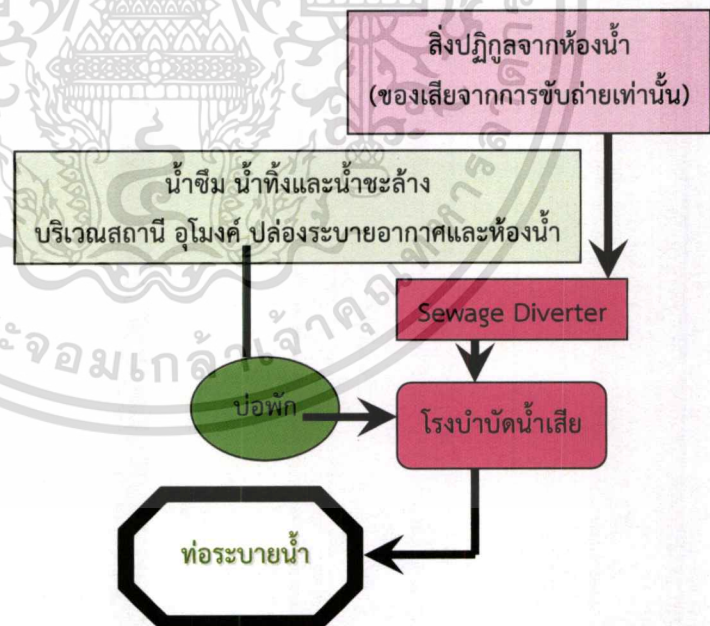 สิ่งปฏิกูลจากห้องน้ำ
(ของเสียจากการขับถ่ายเท่านั้น)
น้ำซึม น้ำทิ้งและน้ำชะล้าง
บริเวณสถานี อุโมงค์ ปล่องระบายอากาศและห้องน้ำ
Sewage Diverter
บ่อพัก
โรงบำบัดน้ำเสีย
ท่อระบายน้ำ